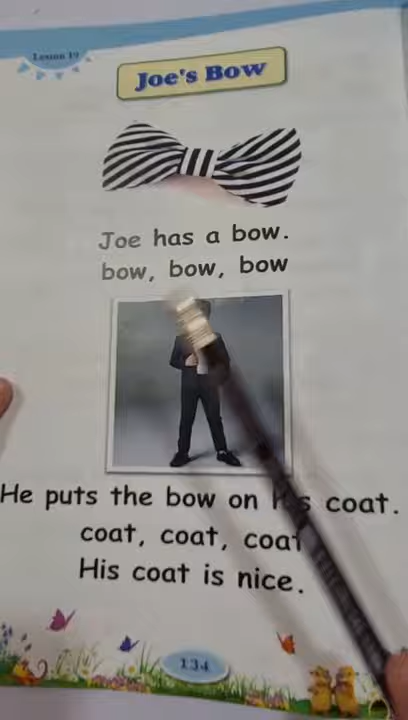 Lesson 19
Joe's Bow
Joe has a bow.
bow, bow, bow
He puts the bow on his coat.
coat, coat, coat
His coat is nice.
134